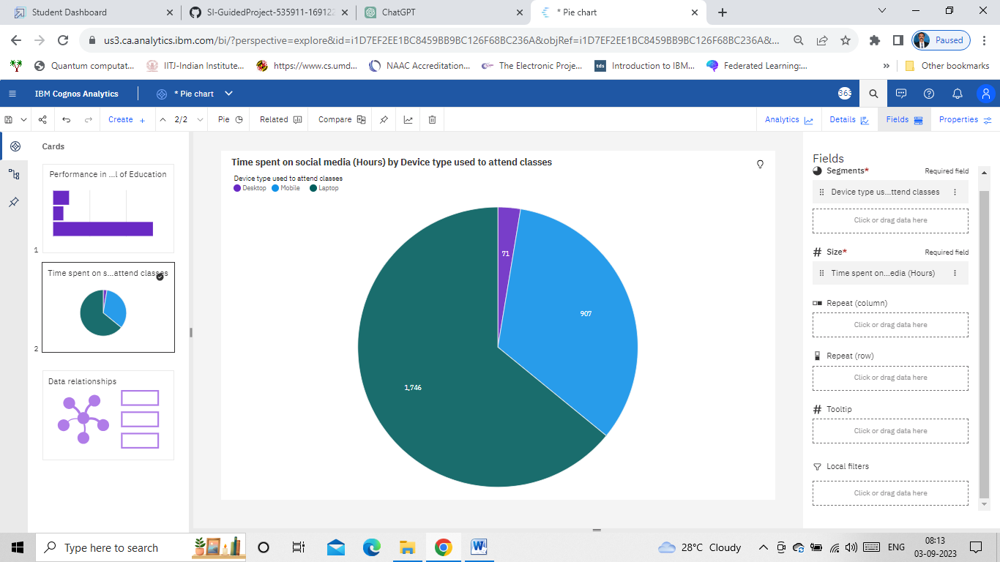 Student Dashboard
SI-GuidedProject-535911-169122
ChatGPT
* Pie chart
us3.ca.analytics.ibm.com/bi/?perspective=explore&id=i1D7EF2EE1BC8459BB9BC126F68BC236A&objRef=i1D7EF2EE1BC8459BB9BC126F68BC236A&...
Paused
Quantum computat...
IITJ-Indian Institute...
https://www.cs.umd...
NAAC Accreditation...
The Electronic Proje...
tds
Introduction to IBM...
Federated Learning:...
»
Other bookmarks
IBM Cognos Analytics
* Pie chart
363
Create +
2/2
Pie
Related
Compare
Analytics
Details
Fields
Properties
Cards
Performance in ...l of Education
1
Time spent on s...attend classes
2
Data relationships
Time spent on social media (Hours) by Device type used to attend classes
Device type used to attend classes
Desktop
Mobile
Laptop
71
907
1,746
Fields
Segments*
Required field
Device type us...ttend classes
Click or drag data here
# Size*
Required field
Time spent on...edia (Hours)
Repeat (column)
Click or drag data here
Repeat (row)
Click or drag data here
# Tooltip
Click or drag data here
Local filters
Click or drag data here
Type here to search
28°C Cloudy
ENG
08:13
03-09-2023